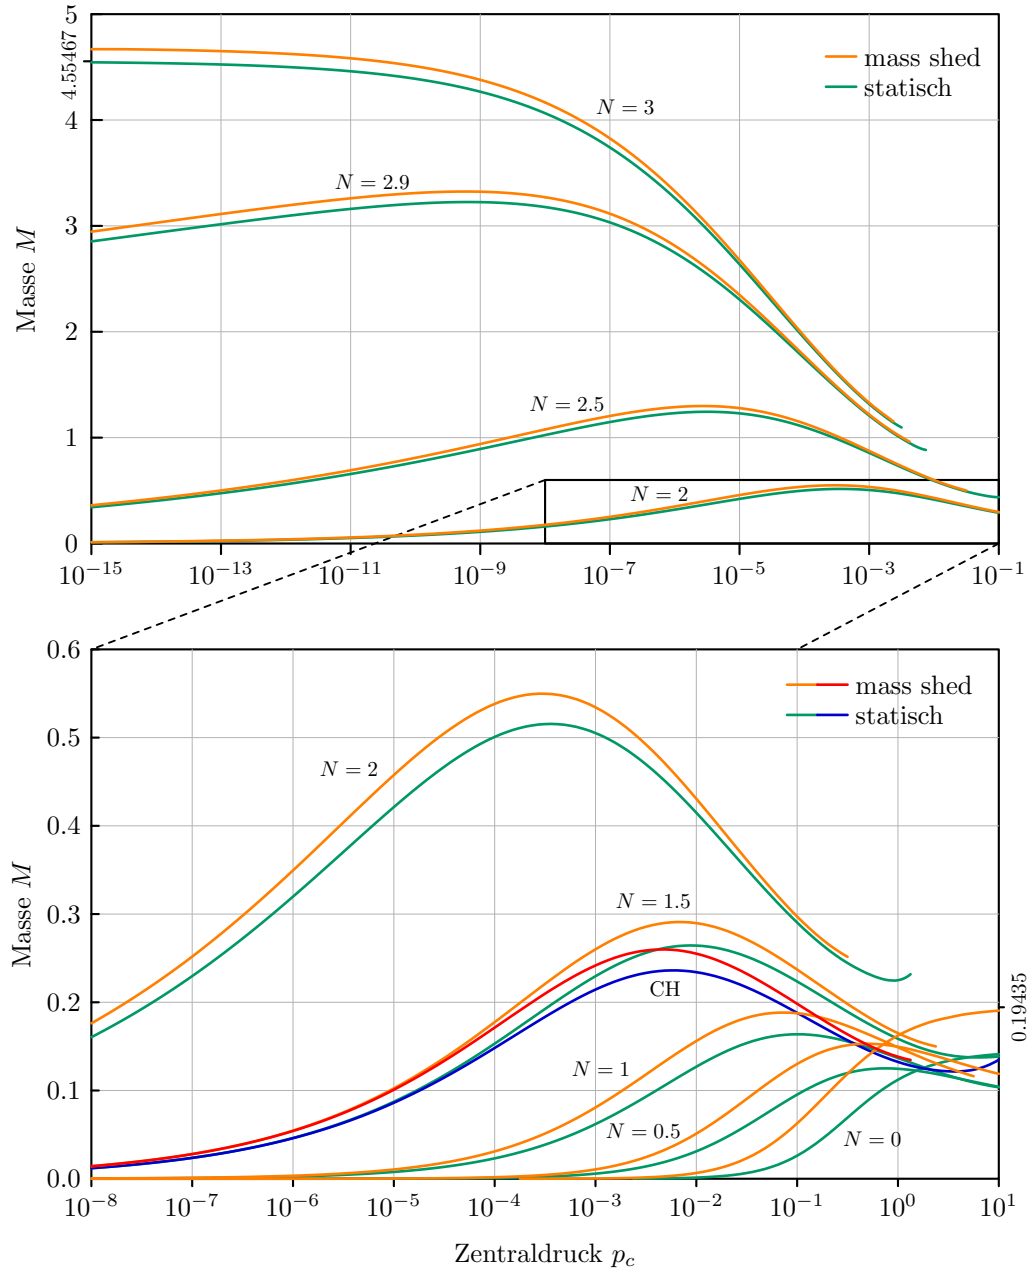 5
4.55467
4
3
2
1
0
Masse M
mass shed
statisch
N = 3
N = 2.9
N = 2.5
N = 2
10⁻¹⁵ 10⁻¹³ 10⁻¹¹ 10⁻⁹ 10⁻⁷ 10⁻⁵ 10⁻³ 10⁻¹
0.6
0.5
0.4
0.3
0.2
0.1
0.0
Masse M
mass shed
statisch
N = 2
N = 1.5
CH
N = 1
N = 0.5
N = 0
0.19435
10⁻⁸ 10⁻⁷ 10⁻⁶ 10⁻⁵ 10⁻⁴ 10⁻³ 10⁻² 10⁻¹ 10⁰ 10¹
Zentraldruck p_c